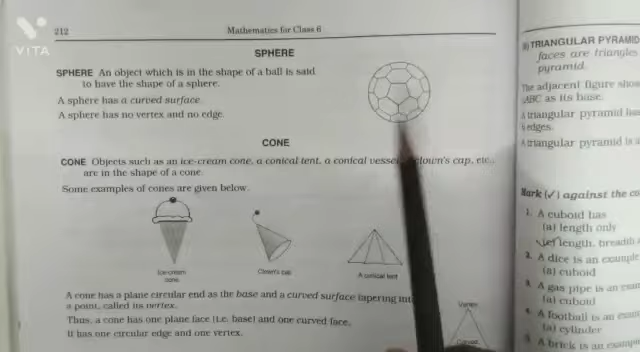 212
Mathematics for Class 6
VITA
SPHERE
SPHERE An object which is in the shape of a ball is said
to have the shape of a sphere.
A sphere has a curved surface.
A sphere has no vertex and no edge.
CONE
CONE Objects such as an ice-cream cone, a conical tent, a conical vessel, clown's cap, etc.,
are in the shape of a cone.
Some examples of cones are given below.
Ice-cream
cone
Clown's cap
A conical tent
A cone has a plane circular end as the base and a curved surface tapering
a point, called its vertex.
Thus, a cone has one plane face (i.e. base) and one curved face.
It has one circular edge and one vertex.
Vertex
Curved
TRIANGULAR PYRAMID
faces are triangles
pyramid.
The adjacent figure
ABC as its base.
A triangular pyramid has
edges.
A triangular pyramid is a
Mark (✓) against the
1. A cuboid has
(a) length only
length, breadth
2. A dice is an example
(a) cuboid
3. A gas pipe is an
(a) cuboid
4. A football is an
(a) cylinder
5. A brick is an